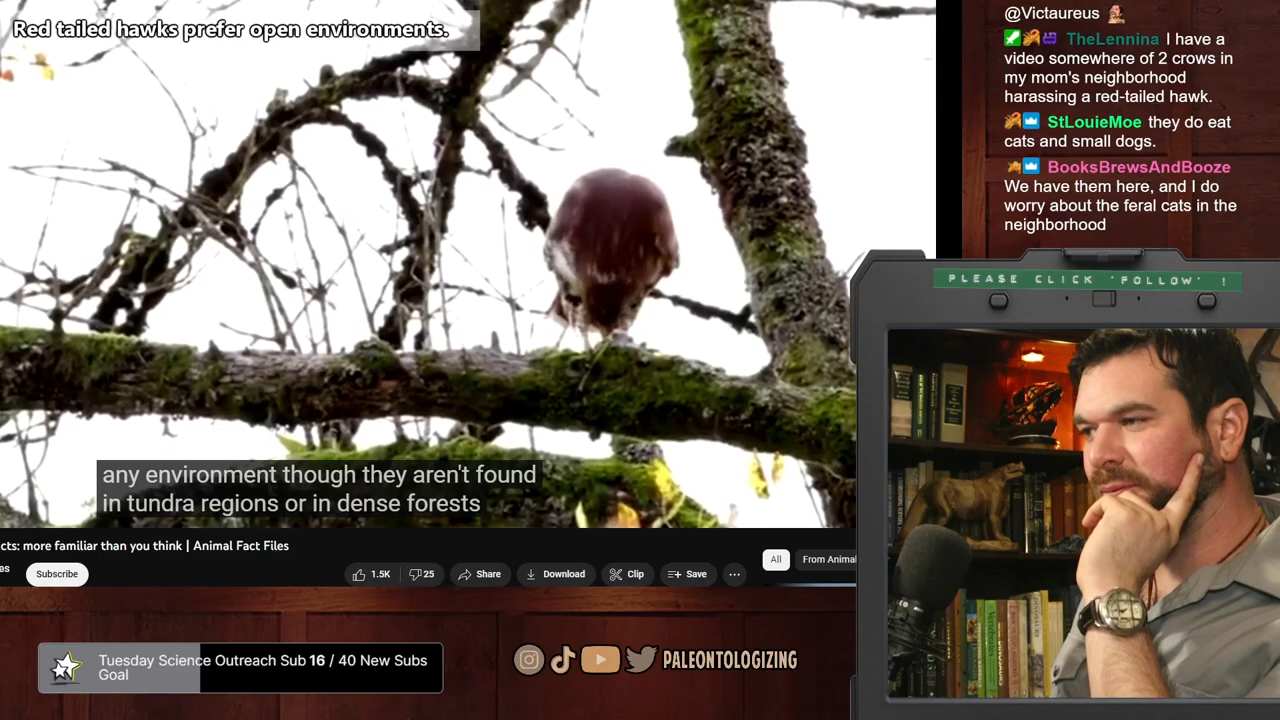 Red tailed hawks prefer open environments.
any environment though they aren't found
in tundra regions or in dense forests
cts: more familiar than you think | Animal Fact Files
es
Subscribe
1.5K
25
Share
Download
Clip
Save
All
From Animal
Tuesday Science Outreach Sub
Goal
16 / 40 New Subs
PALEONTOLOGIZING
@Victaureus
TheLennina I have a
video somewhere of 2 crows in
my mom's neighborhood
harassing a red-tailed hawk.
StLouieMoe they do eat
cats and small dogs.
BooksBrewsAndBooze
We have them here, and I do
worry about the feral cats in the
neighborhood
PLEASE CLICK 'FOLLOW' !